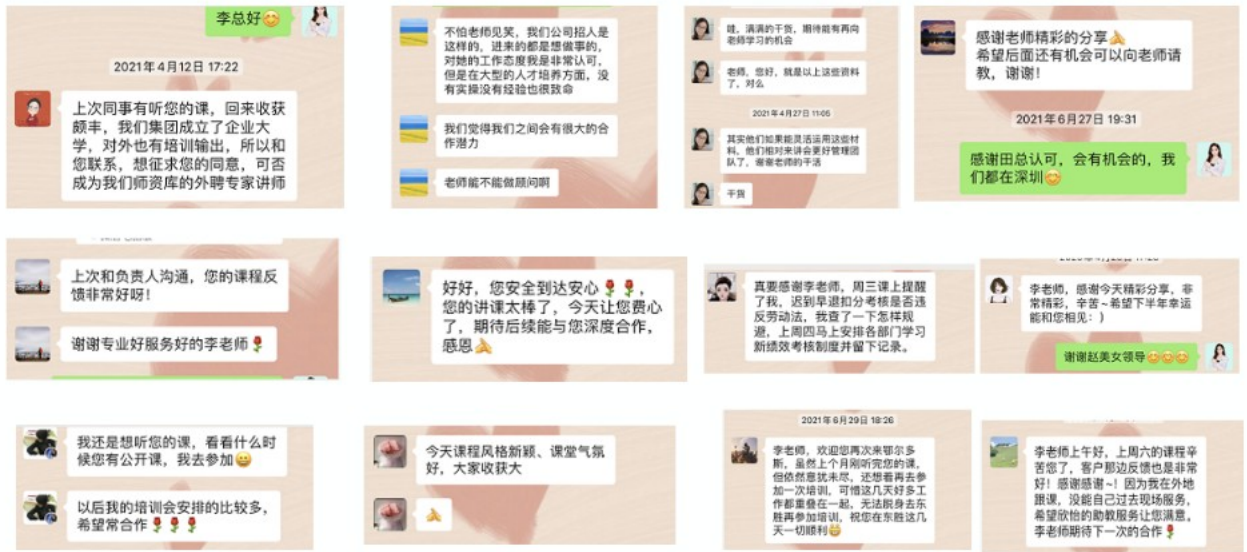 李总好😊
2021年4月12日 17:22
上次同事有听您的课，回来收获
颇丰，我们集团成立了企业大
学，对外也有培训输出，所以和
您联系，想征求您的同意，可否
成为我们师资库的外聘专家讲师
不怕老师见笑，我们公司招人是
这样的，进来的都是想做事的，
对她的工作态度我是非常认可，
但是在大型的人才培养方面，没
有实操没有经验也很致命
我们觉得我们之间会有很大的合
作潜力
老师能不能做顾问啊
哇，满满的干货，期待能有再向
老师学习的机会
老师，您好，就是以上这些资料
了，对么
2021年4月27日 11:05
其实他们如果能灵活运用这些材
料，他们相对来讲会更好管理团
队了，谢谢老师的干活
干货
感谢老师精彩的分享🙏
希望后面还有机会可以向老师请
教，谢谢！
2021年6月27日 19:31
感谢田总认可，会有机会的，我
们都在深圳😊
上次和负责人沟通，您的课程反
馈非常好呀！
谢谢专业好服务好的李老师🌹
好好，您安全到达安心🌹🌹，
您的讲课太棒了，今天让您费心
了，期待后续能与您深度合作，
感恩🙏
真要感谢李老师，周三课上提醒
了我，迟到早退扣分考核是否违
反劳动法，我查了一下怎样规
避，上周四马上安排各部门学习
新绩效考核制度并留下记录。
李老师，感谢今天精彩分享，非
常精彩，辛苦~希望下半年幸运
能和您相见：)
谢谢赵美女领导😊😊😊
我还是想听您的课，看看什么时
候您有公开课，我去参加😀
以后我的培训会安排的比较多，
希望常合作🌹🌹🌹
今天课程风格新颖、课堂气氛
好，大家收获大
🙏
2021年6月29日 18:26
李老师，欢迎您再次来鄂尔多
斯，虽然上个月刚听完您的课，
但依然意犹未尽，还想着再去参
加一次培训，可惜这几天好多工
作都重叠在一起，无法脱身去东
胜再参加培训，祝您在东胜这几
天一切顺利😄
李老师上午好，上周六的课程辛
苦您了，客户那边反馈也是非常
好！感谢感谢~！因为我在外地
跟课，没能自己过去现场服务，
希望欣怡的助教服务让您满意，
李老师期待下一次的合作🌹